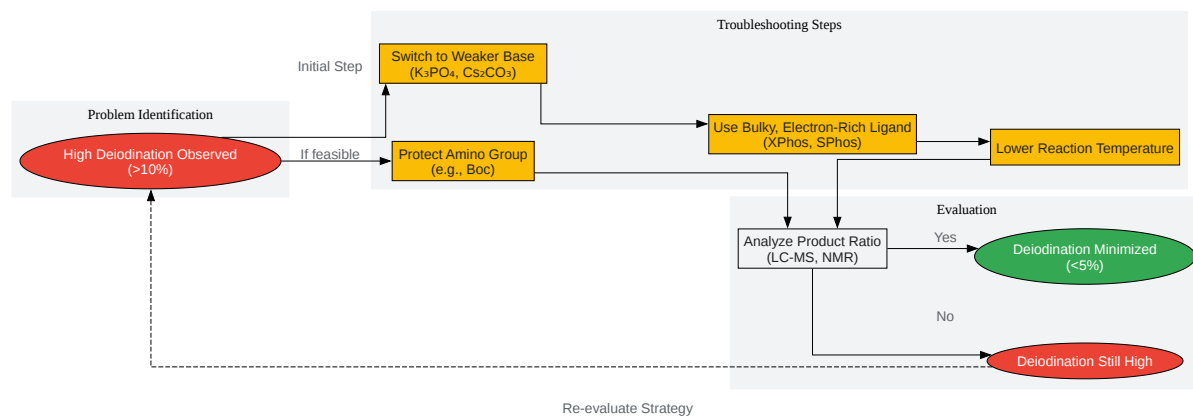 Troubleshooting Steps
Switch to Weaker Base
(K₃PO₄, Cs₂CO₃)
Initial Step
Problem Identification
High Deiodination Observed
(>10%)
If feasible
Protect Amino Group
(e.g., Boc)
Use Bulky, Electron-Rich Ligand
(XPhos, SPhos)
Lower Reaction Temperature
Evaluation
Analyze Product Ratio
(LC-MS, NMR)
Yes
Deiodination Minimized
(<5%)
No
Deiodination Still High
Re-evaluate Strategy